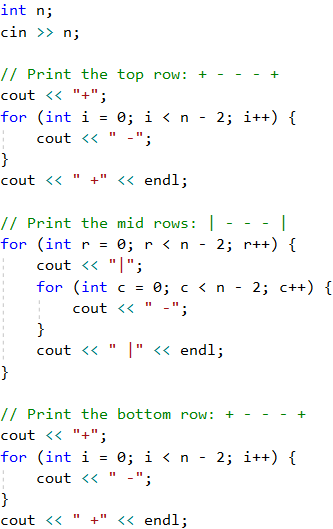 int n;
cin >> n;

// Print the top row: + - - - +
cout << "+";
for (int i = 0; i < n - 2; i++) {
    cout << " -";
}
cout << " +" << endl;

// Print the mid rows: | - - - |
for (int r = 0; r < n - 2; r++) {
    cout << "|";
    for (int c = 0; c < n - 2; c++) {
        cout << " -";
    }
    cout << " |" << endl;
}

// Print the bottom row: + - - - +
cout << "+";
for (int i = 0; i < n - 2; i++) {
    cout << " -";
}
cout << " +" << endl;